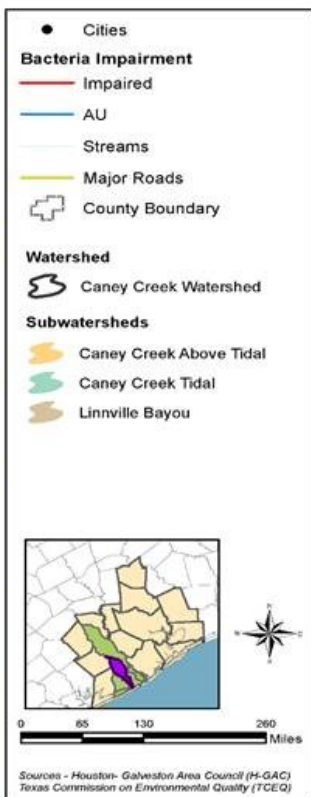 Cities
Bacteria Impairment
Impaired
AU
Streams
Major Roads
County Boundary
Watershed
Caney Creek Watershed
Subwatersheds
Caney Creek Above Tidal
Caney Creek Tidal
Linnville Bayou
N
W
E
S
0 65 130 260
Miles
Sources - Houston- Galveston Area Council (H-GAC)
Texas Commission on Environmental Quality (TCEQ)